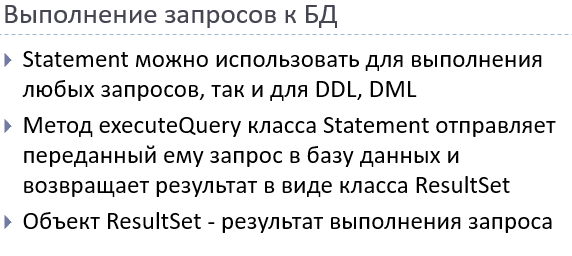 Выполнение запросов к БД
Statement можно использовать для выполнения
любых запросов, так и для DDL, DML
Метод executeQuery класса Statement отправляет
переданный ему запрос в базу данных и
возвращает результат в виде класса ResultSet
Объект ResultSet - результат выполнения запроса